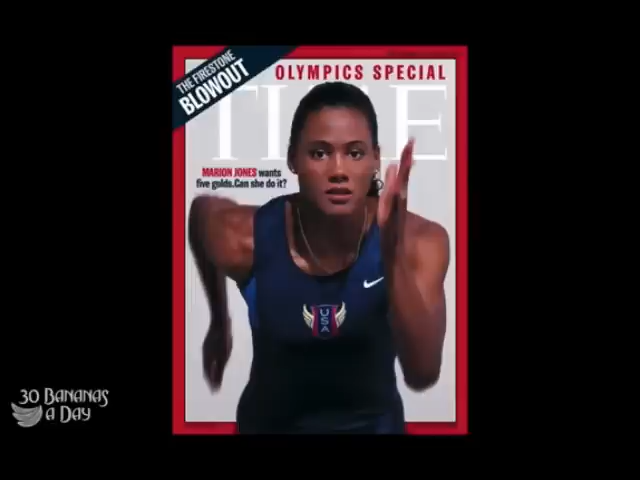 THE FIRESTONE
BLOWOUT
OLYMPICS SPECIAL
TIME
MARION JONES wants
five golds.Can she do it?
USA
30 BANANAS
A DAY